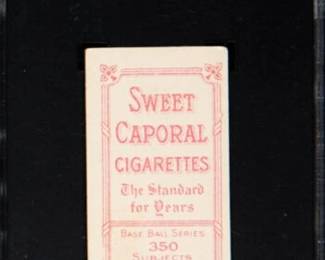 SWEET
CAPORAL
CIGARETTES
The Standard
for Years
BASE BALL SERIES
350
SUBJECTS